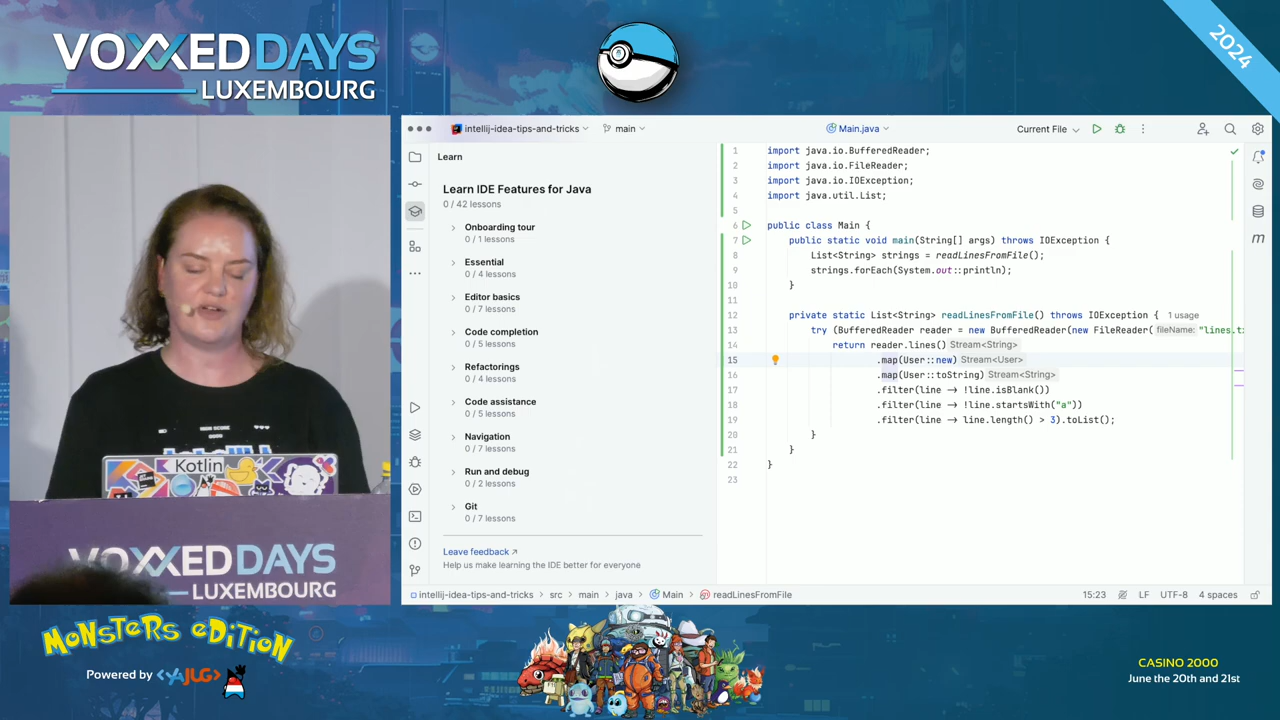 VOXXEDDAYS
LUXEMBOURG
2024
intellij-idea-tips-and-tricks
main
Main.java
Current File
Learn
Learn IDE Features for Java
0 / 42 lessons
Onboarding tour
0 / 1 lessons
Essential
0 / 4 lessons
Editor basics
0 / 7 lessons
Code completion
0 / 5 lessons
Refactorings
0 / 4 lessons
Code assistance
0 / 5 lessons
Navigation
0 / 7 lessons
Run and debug
0 / 2 lessons
Git
0 / 7 lessons
Leave feedback ↗
Help us make learning the IDE better for everyone
1 import java.io.BufferedReader;
2 import java.io.FileReader;
3 import java.io.IOException;
4 import java.util.List;
5
6 public class Main {
7 public static void main(String[] args) throws IOException {
8 List<String> strings = readLinesFromFile();
9 strings.forEach(System.out::println);
10 }
11
12 private static List<String> readLinesFromFile() throws IOException { 1 usage
13 try (BufferedReader reader = new BufferedReader(new FileReader( fileName: "lines.t
14 return reader.lines() Stream<String>
15 .map(User::new) Stream<User>
16 .map(User::toString) Stream<String>
17 .filter(line → !line.isBlank())
18 .filter(line → !line.startsWith("a"))
19 .filter(line → line.length() > 3).toList();
20 }
21 }
22 }
23
m
intellij-idea-tips-and-tricks > src > main > java > Main > readLinesFromFile
15:23 LF UTF-8 4 spaces
Kotlin
VOXXEDDAYS
LUXEMBOURG
MONSTERS EDITION
Powered by <YAJUG>
CASINO 2000
June the 20th and 21st